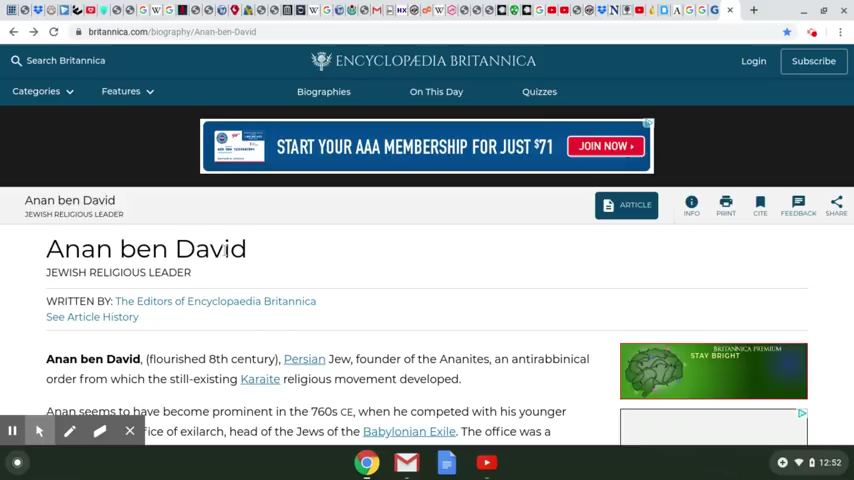 britannica.com/biography/Anan-ben-David
Search Britannica
ENCYCLOPÆDIA BRITANNICA
Login
Subscribe
Categories
Features
Biographies
On This Day
Quizzes
START YOUR AAA MEMBERSHIP FOR JUST $71
JOIN NOW
Anan ben David
JEWISH RELIGIOUS LEADER
ARTICLE
INFO
PRINT
CITE
FEEDBACK
SHARE
Anan ben David
JEWISH RELIGIOUS LEADER
WRITTEN BY: The Editors of Encyclopaedia Britannica
See Article History
Anan ben David, (flourished 8th century), Persian Jew, founder of the Ananites, an antirabbinical
order from which the still-existing Karaite religious movement developed.
BRITANNICA PREMIUM
STAY BRIGHT
Anan seems to have become prominent in the 760s CE, when he competed with his younger
fice of exilarch, head of the Jews of the Babylonian Exile. The office was a
12:52